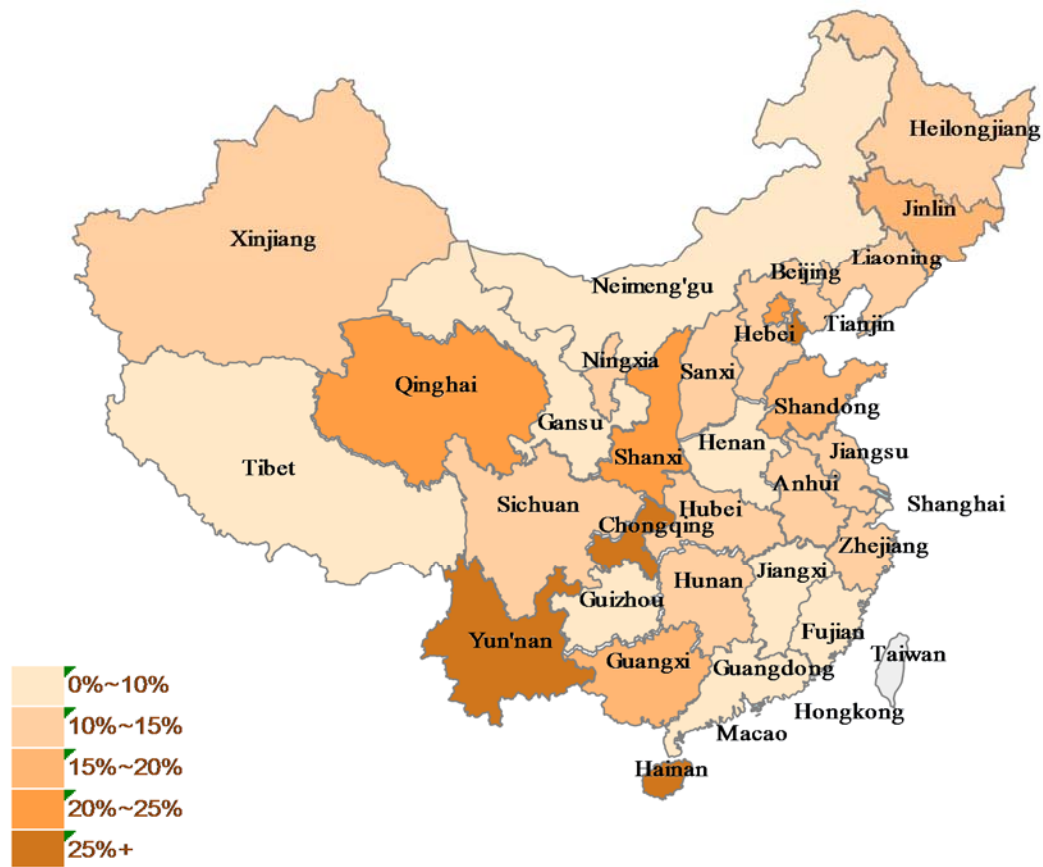 Heilongjiang
Jinlin
Xinjiang
Liaoning
Beijing
Neimeng'gu
Tianjin
Hebei
Ningxia
Sanxi
Qinghai
Shandong
Gansu
Henan
Jiangsu
Shanxi
Tibet
Anhui
Sichuan
Shanghai
Hubei
Chongqing
Zhejiang
Jiangxi
Hunan
Guizhou
Fujian
Yun'nan
Taiwan
Guangxi
Guangdong
Hongkong
Macao
Hainan
0%~10%
10%~15%
15%~20%
20%~25%
25%+